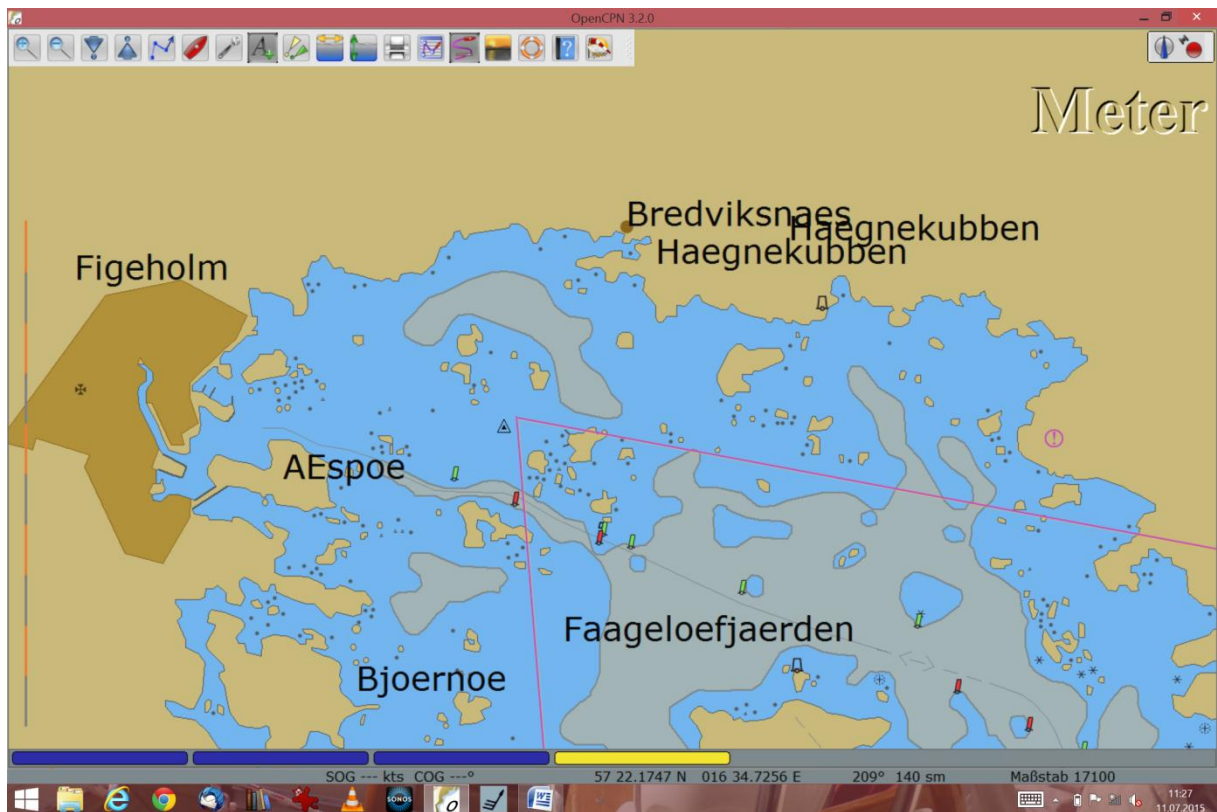 OpenCPN 3.2.0
Meter
Bredviksnaes
Haegnekubben
Haegnekubben
Figeholm
AEspoe
Faageloefjaerden
Bjoernoe
SOG --- kts COG ---° 57 22.1747 N 016 34.7256 E 209° 140 sm Maßstab 17100
SONOS
11:27
11.07.2015